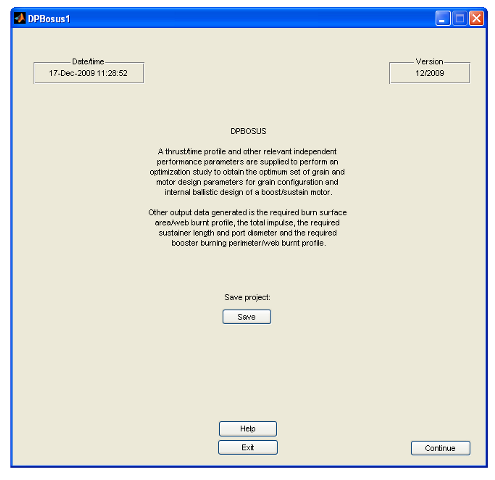 DPBosus1
Date/time
Version
17-Dec-2009 11:28:52
12/2009
DPBOSUS
A thrust/time profile and other relevant independent
performance parameters are supplied to perform an
optimization study to obtain the optimum set of grain and
motor design parameters for grain configuration and
internal ballistic design of a boost/sustain motor.
Other output data generated is the required burn surface
area/web burnt profile, the total impulse, the required
sustainer length and port diameter and the required
booster burning perimeter/web burnt profile.
Save project:
Save
Help
Exit
Continue